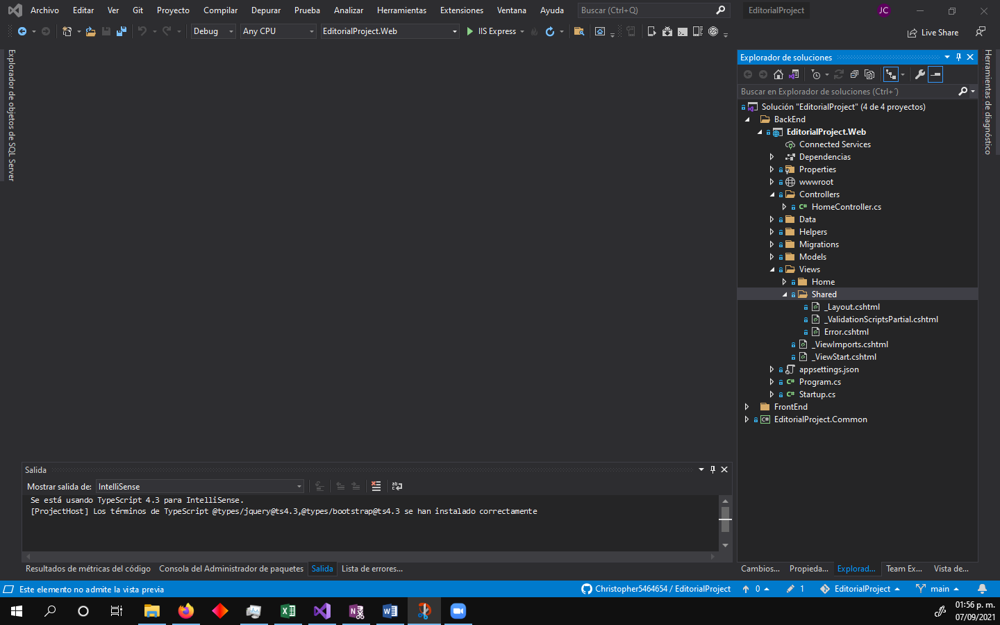 Archivo Editar Ver Git Proyecto Compilar Depurar Prueba Analizar Herramientas Extensiones Ventana Ayuda Buscar (Ctrl+Q) EditorialProject JC
Debug Any CPU EditorialProject.Web IIS Express Live Share
Explorador de objetos de SQL Server
Herramientas de diagnóstico
Explorador de soluciones
Buscar en Explorador de soluciones (Ctrl+´)
Solución "EditorialProject" (4 de 4 proyectos)
BackEnd
EditorialProject.Web
Connected Services
Dependencias
Properties
wwwroot
Controllers
C# HomeController.cs
Data
Helpers
Migrations
Models
Views
Home
Shared
_Layout.cshtml
_ValidationScriptsPartial.cshtml
Error.cshtml
_ViewImports.cshtml
_ViewStart.cshtml
appsettings.json
C# Program.cs
C# Startup.cs
FrontEnd
C# EditorialProject.Common
Salida
Mostrar salida de: IntelliSense
Se está usando TypeScript 4.3 para IntelliSense.
[ProjectHost] Los términos de TypeScript @types/jquery@ts4.3,@types/bootstrap@ts4.3 se han instalado correctamente
Resultados de métricas del código Consola del Administrador de paquetes Salida Lista de errores...
Cambios... Propieda... Explorad... Team Ex... Vista de...
Este elemento no admite la vista previa Christopher5464654 / EditorialProject 0 1 EditorialProject main
01:56 p. m.
07/09/2021